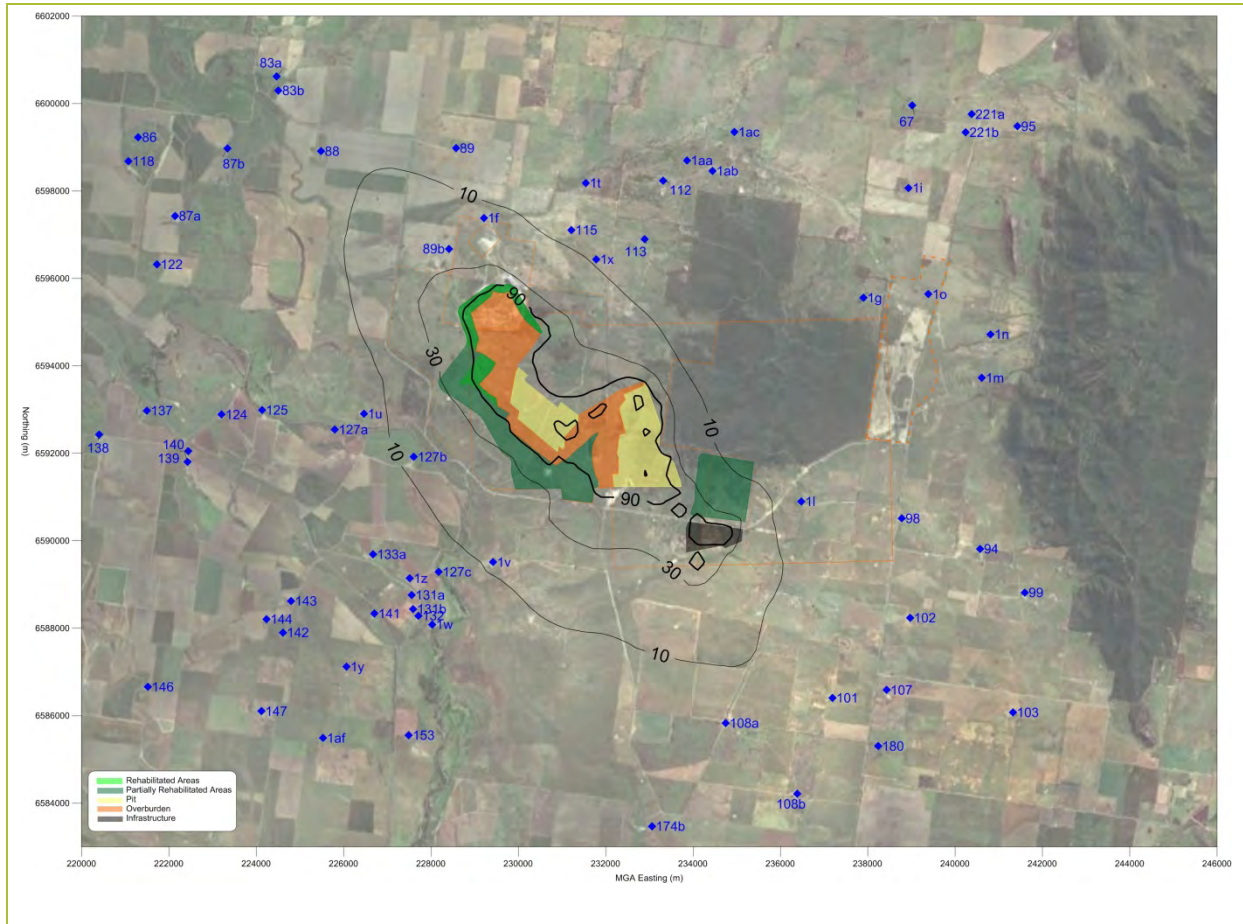 6602000
83a
83b
6600000
67
221a
221b
95
86
118
87b
88
89
1ac
1aa
1ab
112
1t
1i
6598000
10
87a
1f
115
113
89b
1x
122
6596000
90
1g
1o
30
1n
6594000
1m
10
137
124
125
1u
127a
138
140
139
6592000
10
127b
90
1l
98
6590000
133a
1v
30
94
1z
127c
131a
99
143
131b
132
141
144
142
1w
102
6588000
10
1y
146
107
101
147
103
6586000
108a
1af
153
180
108b
6584000
174b
Northing (m)
Rehabilitated Areas
Partially Rehabilitated Areas
Pit
Overburden
Infrastructure
220000 222000 224000 226000 228000 230000 232000 234000 236000 238000 240000 242000 244000 246000
MGA Easting (m)